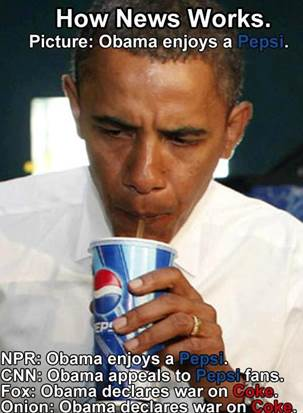 How News Works.
Picture: Obama enjoys a Pepsi.
PEPS
NPR: Obama enjoys a Pepsi.
CNN: Obama appeals to Pepsi fans.
Fox: Obama declares war on Coke.
Onion: Obama declares war on Coke.